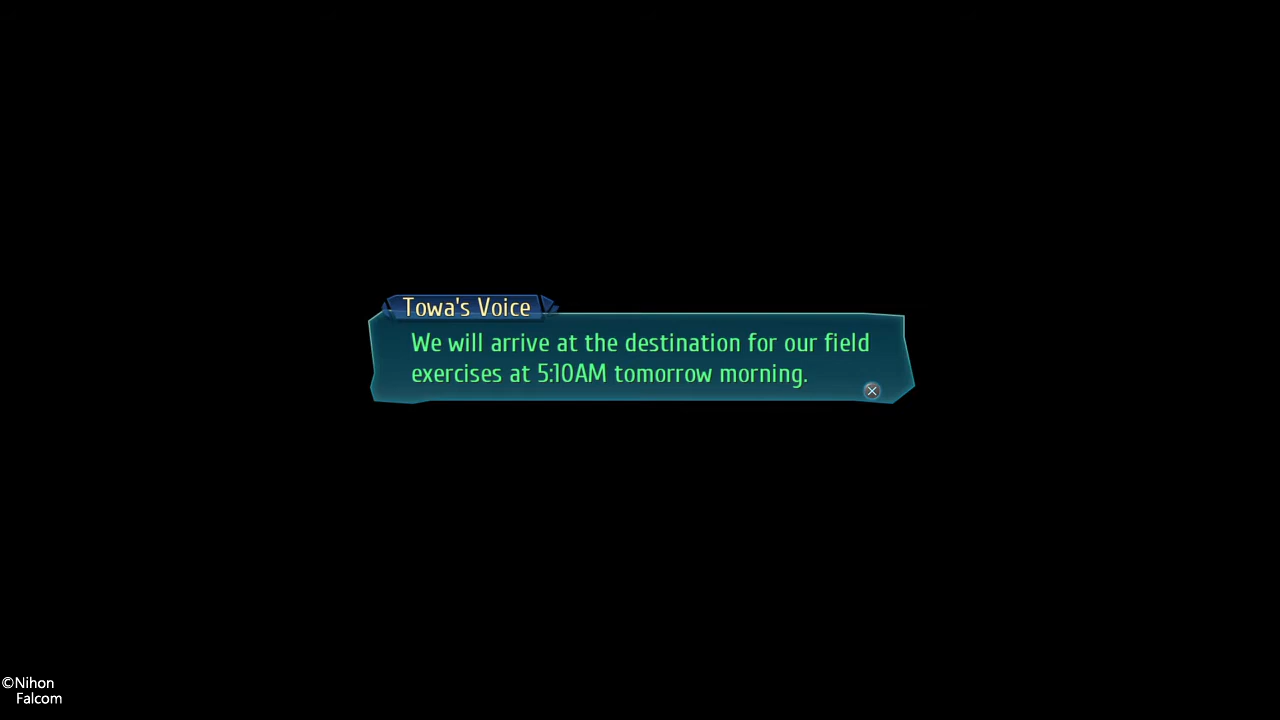 Towa's Voice
We will arrive at the destination for our field
exercises at 5:10AM tomorrow morning.
©Nihon
Falcom